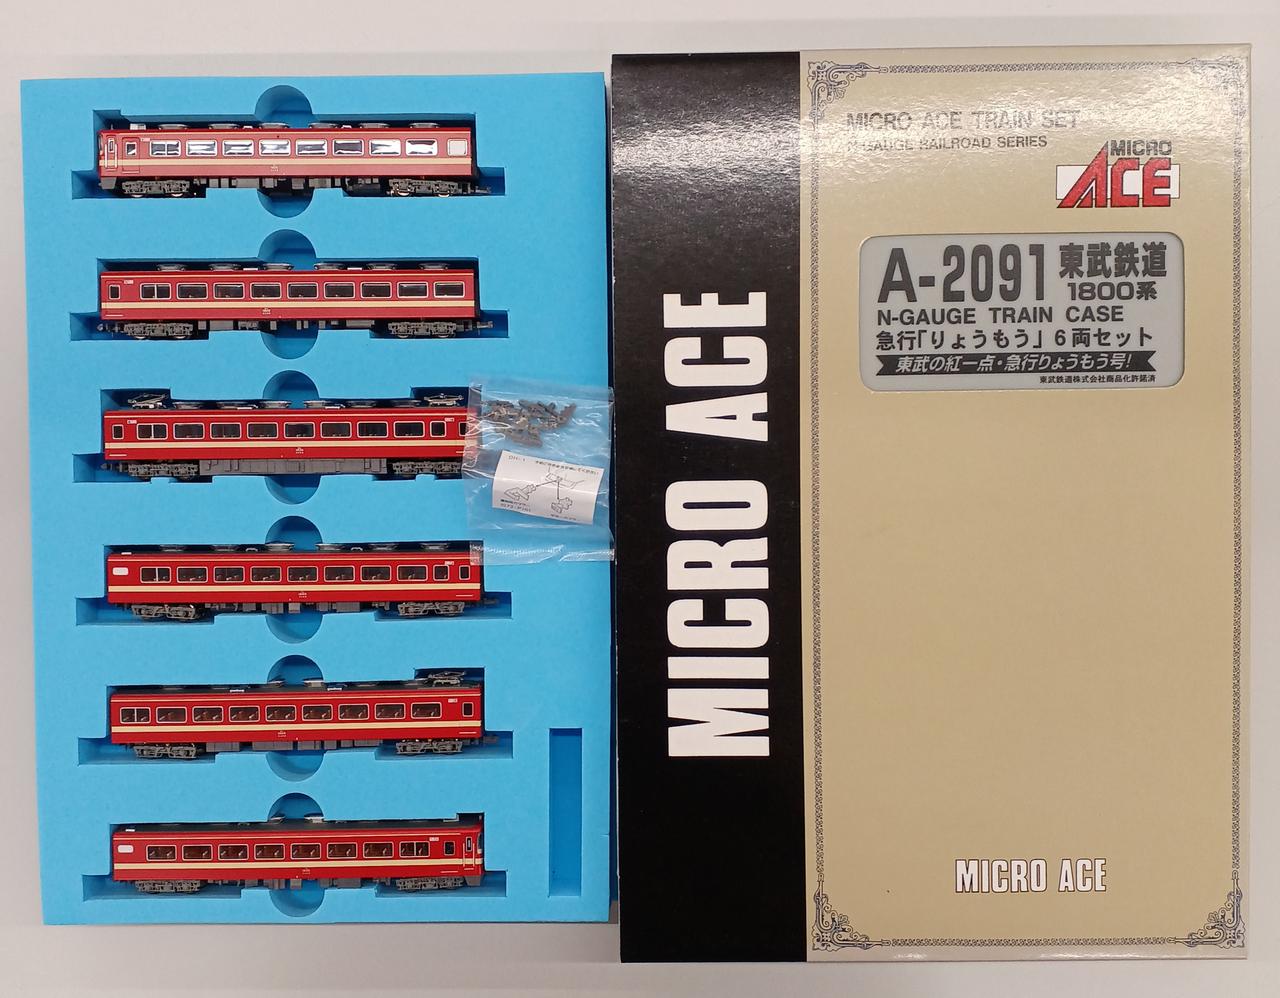 MICRO ACE
MICRO ACE TRAIN SET
N-GAUGE RAILROAD SERIES
MICRO
ACE
A-2091 東武鉄道
1800系
N-GAUGE TRAIN CASE
急行「りょうもう」6両セット
東武の紅一点・急行りょうもう号!
東武鉄道株式会社商品化許諾済
MICRO ACE
DH-1